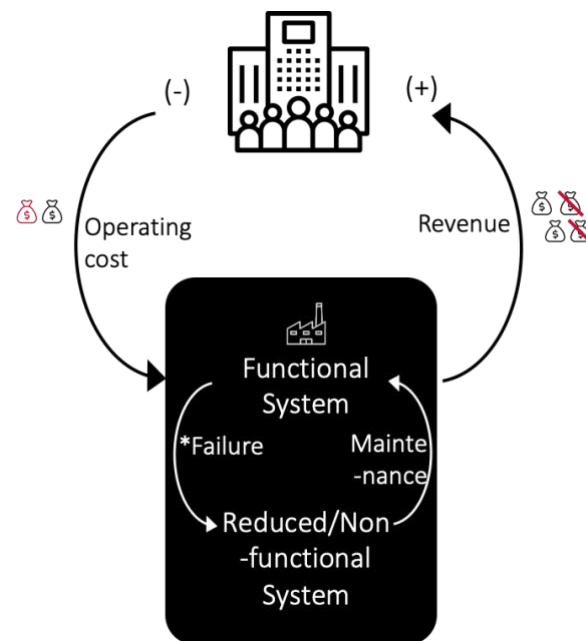 (-)
(+)
$ $
Operating
cost
Revenue
$ $
$ $
Functional
System
*Failure
Mainte
-nance
Reduced/Non
-functional
System